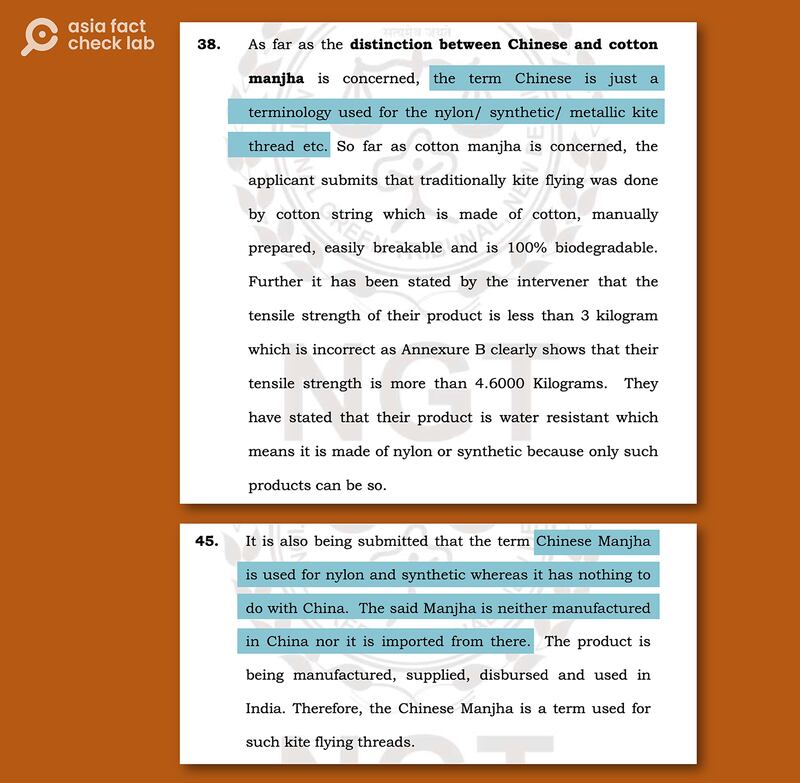 asia fact
check lab
38. As far as the distinction between Chinese and cotton
manjha is concerned, the term Chinese is just a
terminology used for the nylon/ synthetic/ metallic kite
thread etc. So far as cotton manjha is concerned, the
applicant submits that traditionally kite flying was done
by cotton string which is made of cotton, manually
prepared, easily breakable and is 100% biodegradable.
Further it has been stated by the intervener that the
tensile strength of their product is less than 3 kilogram
which is incorrect as Annexure B clearly shows that their
tensile strength is more than 4.6000 Kilograms. They
have stated that their product is water resistant which
means it is made of nylon or synthetic because only such
products can be so.
NGT
45. It is also being submitted that the term Chinese Manjha
is used for nylon and synthetic whereas it has nothing to
do with China. The said Manjha is neither manufactured
in China nor it is imported from there. The product is
being manufactured, supplied, disbursed and used in
India. Therefore, the Chinese Manjha is a term used for
such kite flying threads.
NGT